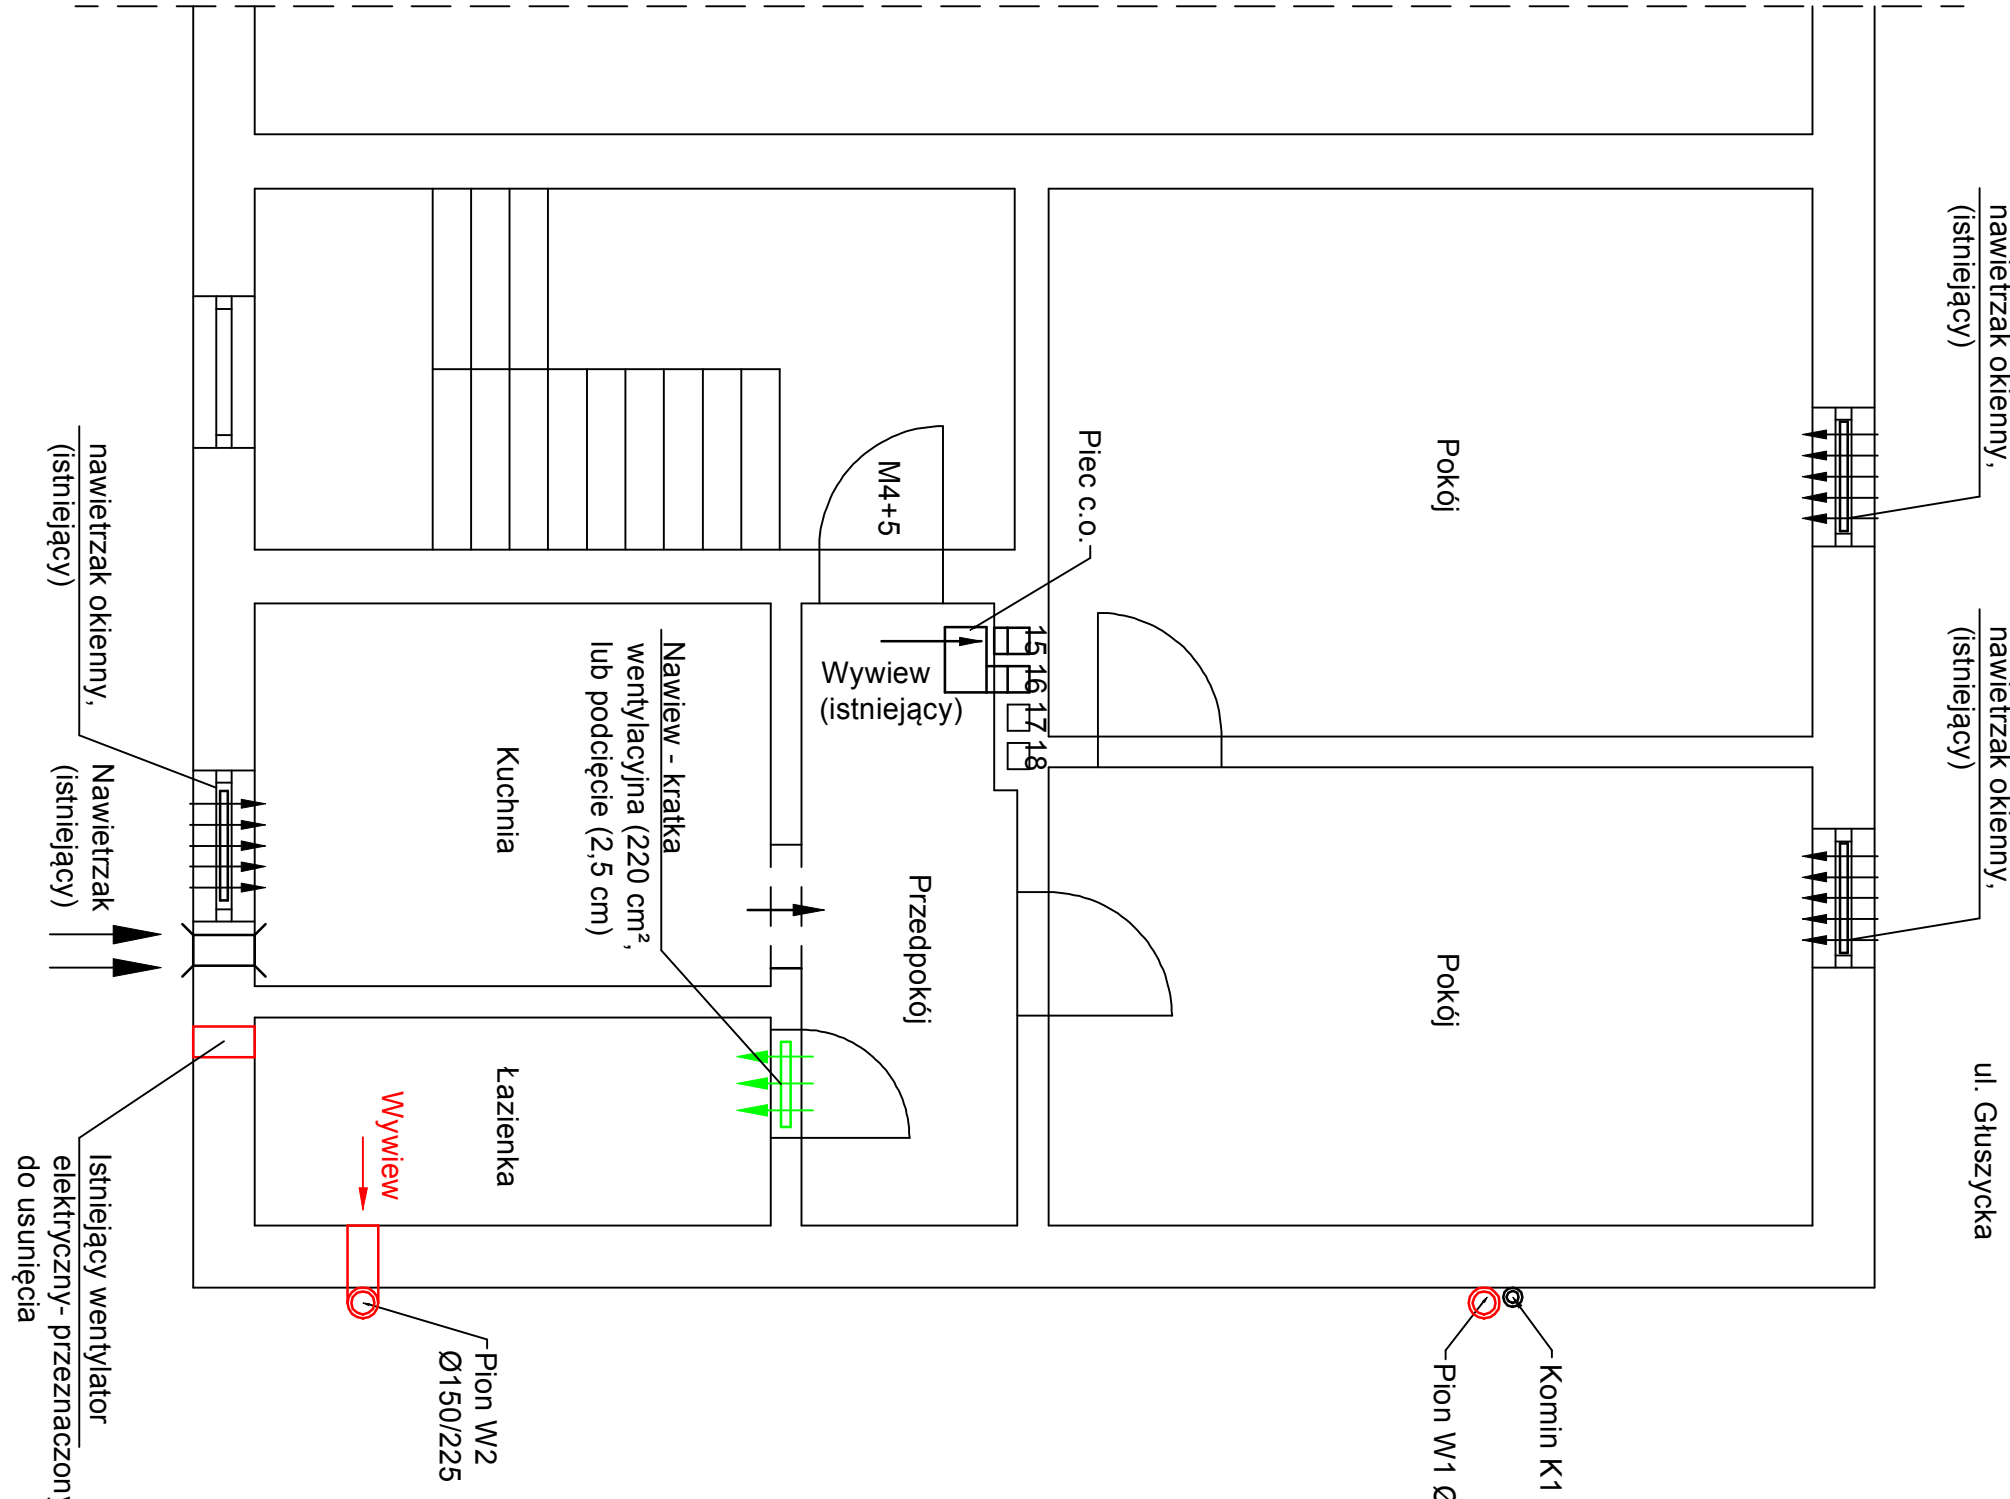 nawietrzak okienny,
(istniejący)
nawietrzak okienny,
(istniejący)
ul. Głuszycka
Pokój
Pokój
Piec c.o.
M4+5
15
16
17
18
Wywiew
(istniejący)
Przedpokój
Nawiew - kratka
wentylacyjna (220 cm²,
lub podcięcie (2,5 cm)
Kuchnia
Łazienka
Wywiew
nawietrzak okienny,
(istniejący)
Nawietrzak
(istniejący)
Istniejący wentylator
elektryczny- przeznaczony
do usunięcia
Pion W2
Ø150/225
Komin K1
Pion W1 Ø